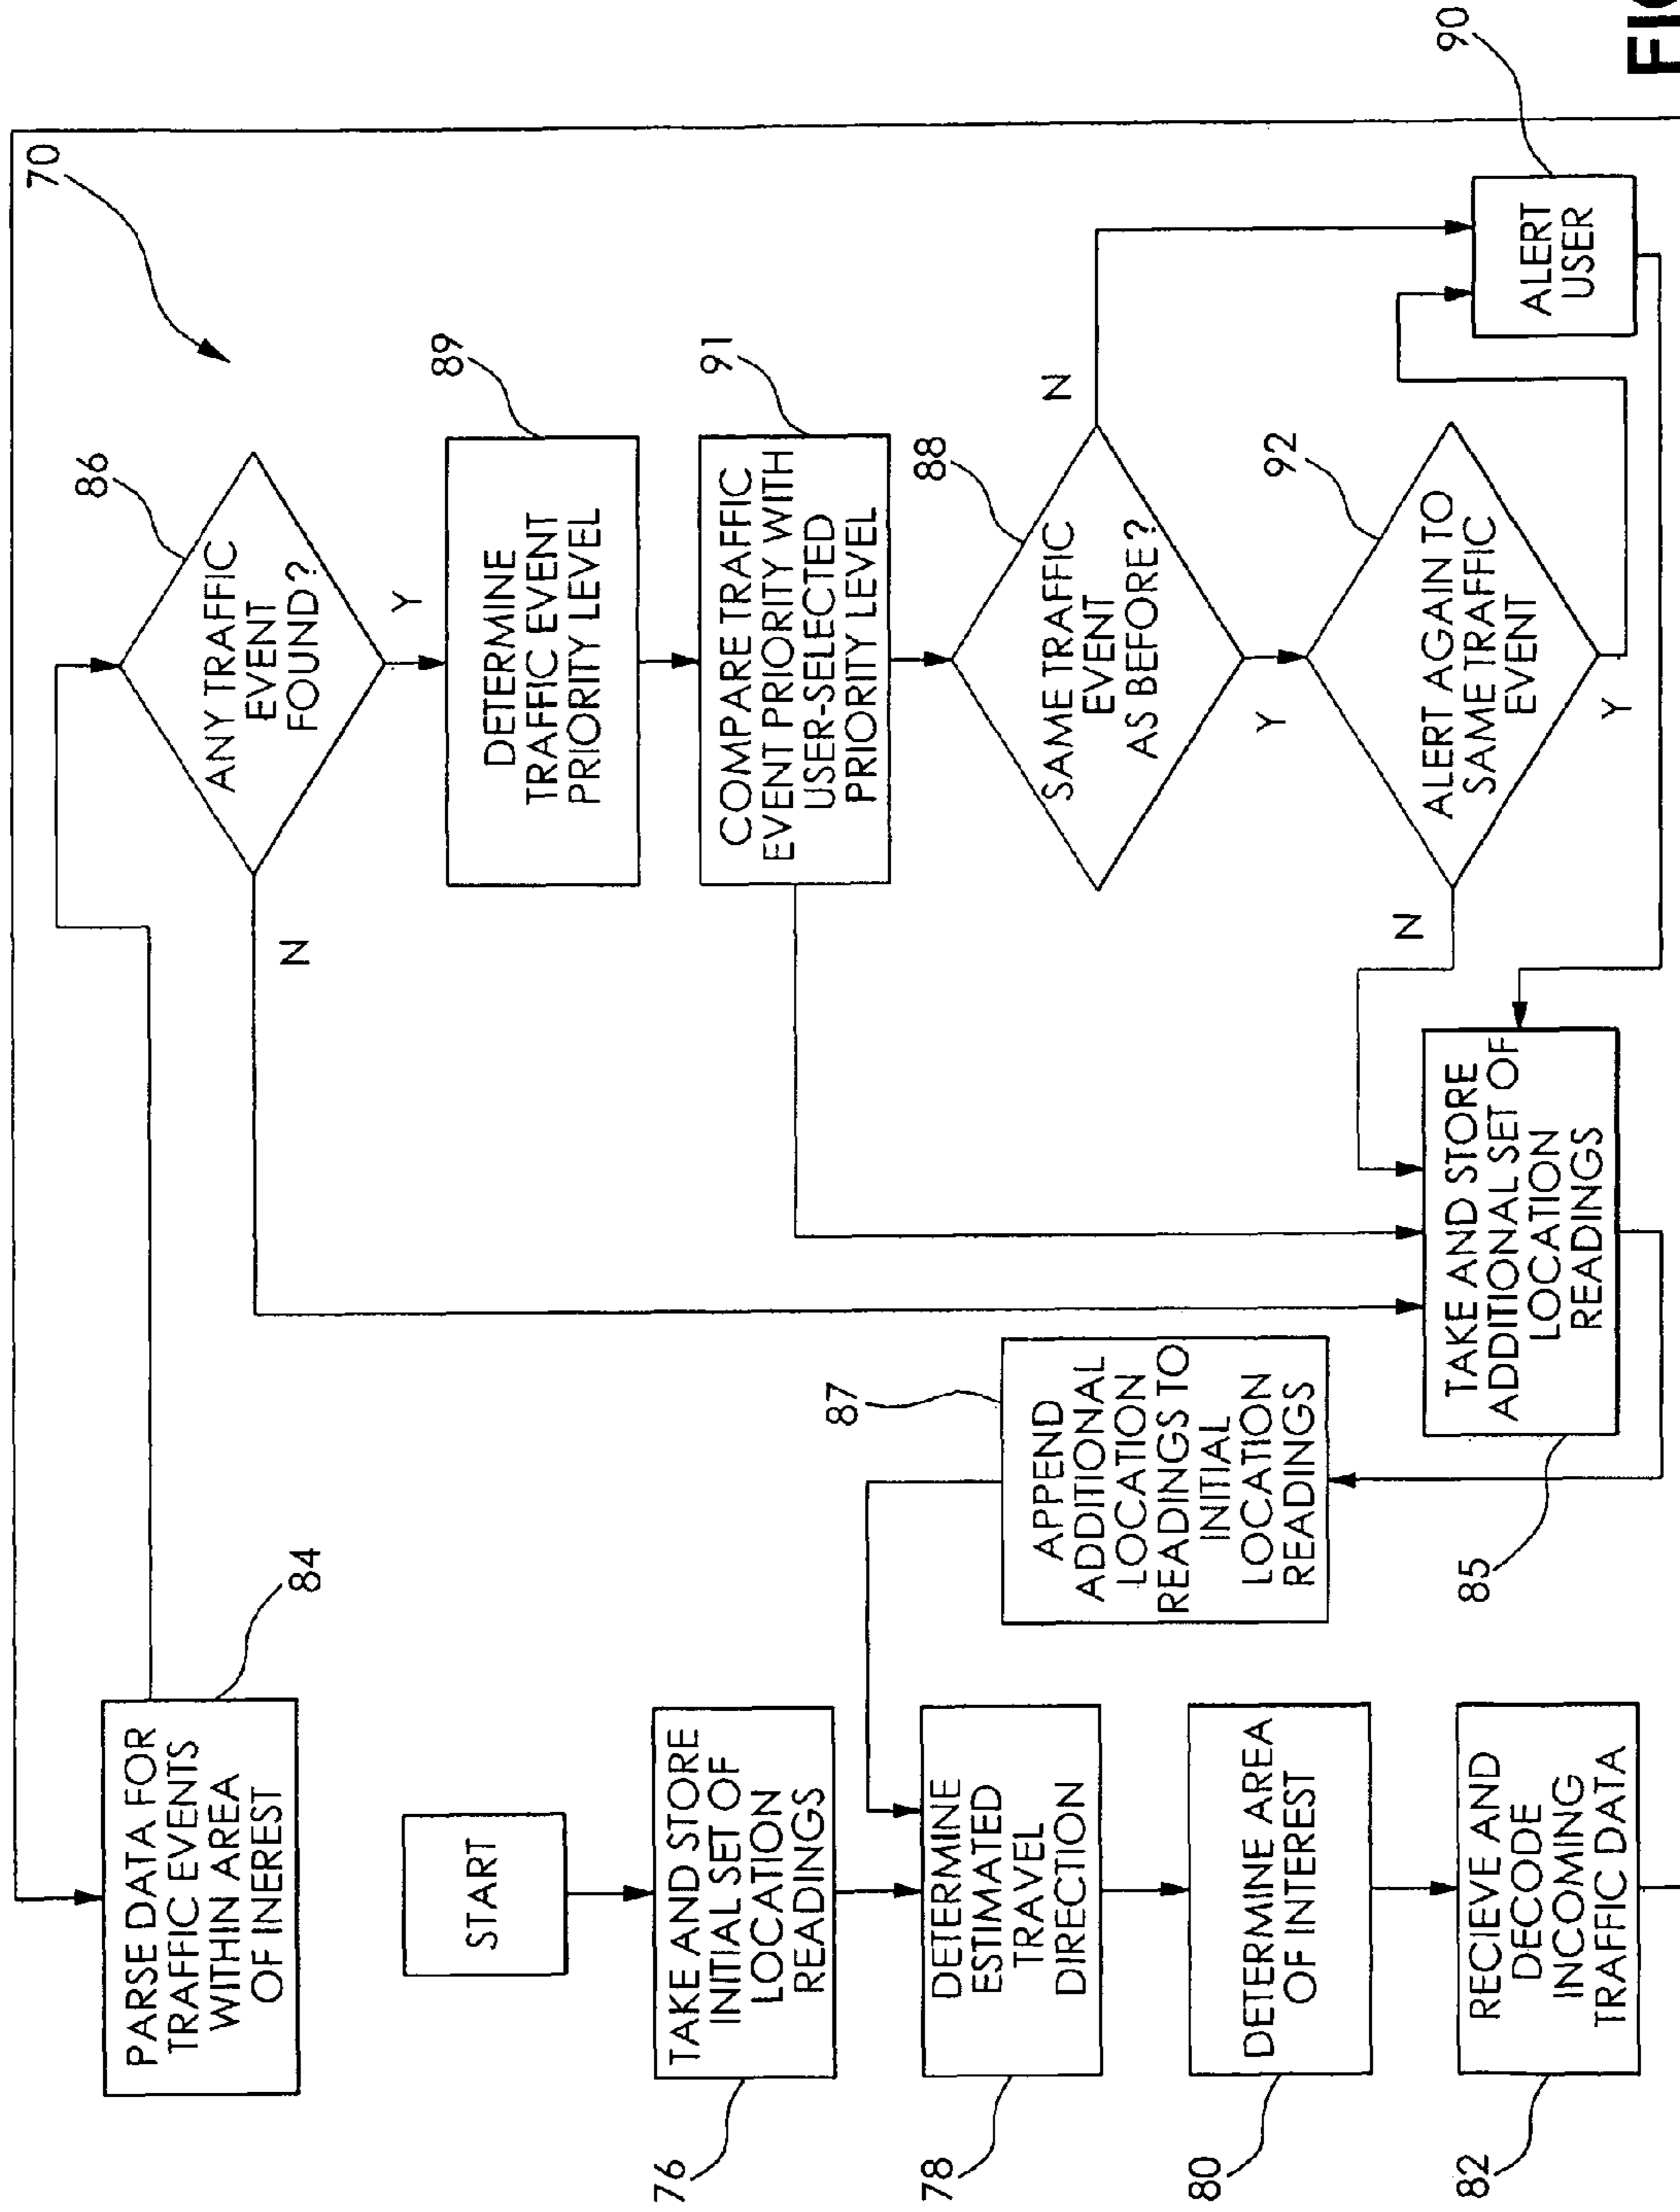 70
PARSE DATA FOR
TRAFFIC EVENTS
WITHIN AREA
OF INEREST
84
START
TAKE AND STORE
INITIAL SET OF
LOCATION
READINGS
76
DETERMINE
ESTIMATED
TRAVEL
DIRECTION
78
DETERMINE AREA
OF INTEREST
80
RECIEVE AND
DECODE
INCOMING
TRAFFIC DATA
82
APPEND
ADDITIONAL
LOCATION
READINGS TO
INITIAL
LOCATION
READINGS
87
TAKE AND STORE
ADDITIONAL SET OF
LOCATION
READINGS
85
ANY TRAFFIC
EVENT
FOUND?
86
N
Y
DETERMINE
TRAFFIC EVENT
PRIORITY LEVEL
89
COMPARE TRAFFIC
EVENT PRIORITY WITH
USER-SELECTED
PRIORITY LEVEL
91
SAME TRAFFIC
EVENT
AS BEFORE?
88
N
Y
ALERT AGAIN TO
SAME TRAFFIC
EVENT
92
N
Y
ALERT
USER
90